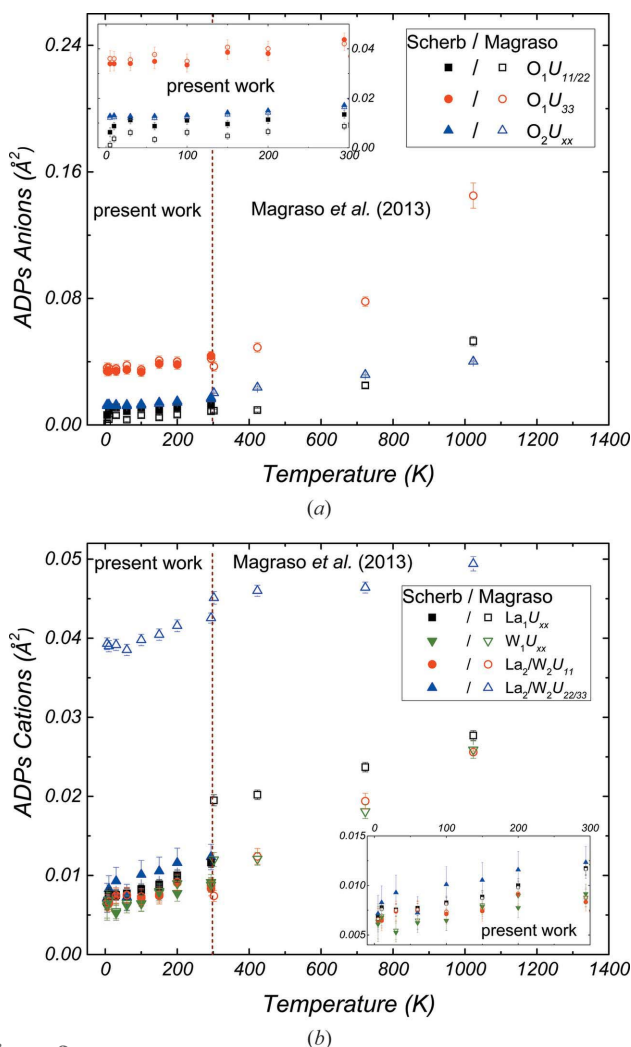 0.24
0.16
0.08
0.00
ADPs Anions (Å²)
0 50 100 150 200 250 300
0.04
0.02
0.00
present work
Scherb / Magraso
/ O₁U₁₁/₂₂
/ O₁U₃₃
/ O₂Uₓₓ
present work
Magraso et al. (2013)
0 200 400 600 800 1000 1200 1400
Temperature (K)
(a)
0.05
0.04
0.03
0.02
0.01
0.00
ADPs Cations (Å²)
present work
Magraso et al. (2013)
Scherb / Magraso
/ La₁Uₓₓ
/ W₁Uₓₓ
/ La₂/W₂U₁₁
/ La₂/W₂U₂₂/₃₃
0.015
0.010
0.005
0 100 200 300
present work
0 200 400 600 800 1000 1200 1400
Temperature (K)
(b)